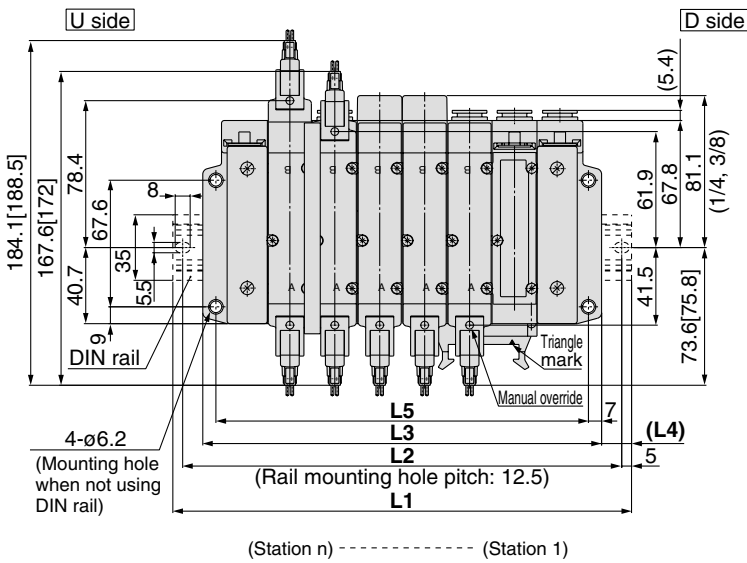 U side
D side
(5.4)
184.1[188.5]
167.6[172]
78.4
8
67.6
35
40.7
5.5
9
61.9
67.8
81.1
(1/4, 3/8)
41.5
73.6[75.8]
B B B B B
A A A A A
DIN rail
Triangle
mark
Manual override
4-ø6.2
(Mounting hole
when not using
DIN rail)
L5
7
L3
(L4)
L2
5
(Rail mounting hole pitch: 12.5)
L1
(Station n) - - - - - - - - - - - - (Station 1)